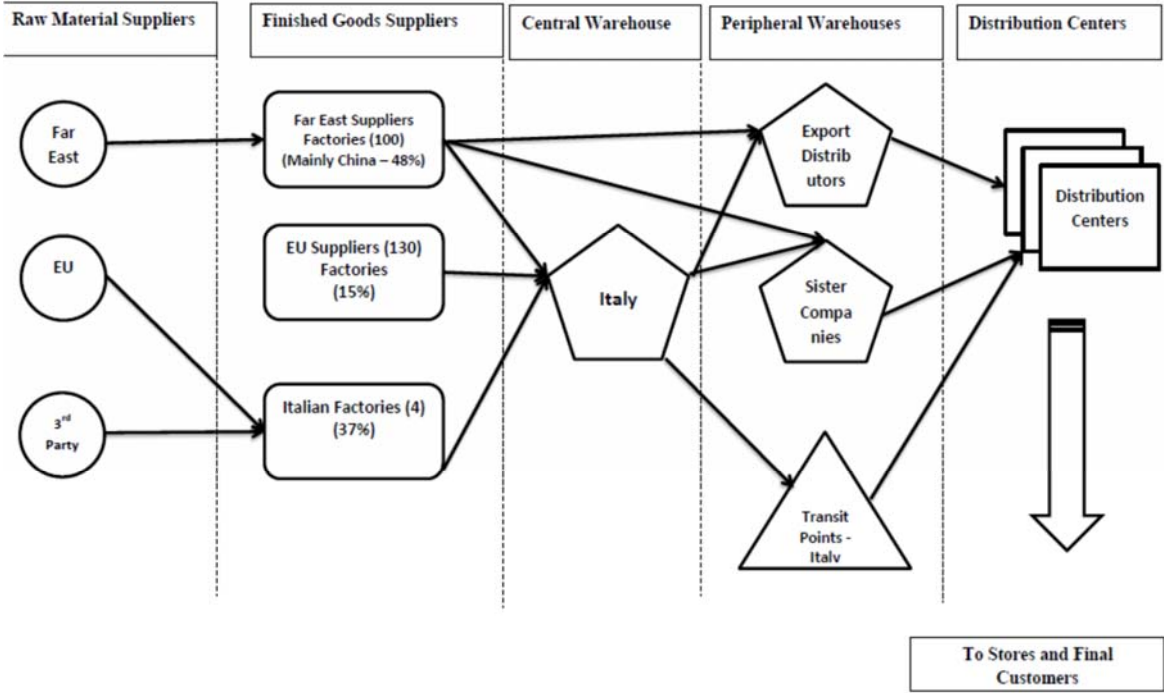 Raw Material Suppliers
Finished Goods Suppliers
Central Warehouse
Peripheral Warehouses
Distribution Centers
Far
East
Far East Suppliers
Factories (100)
(Mainly China – 48%)
Export
Distrib
utors
Distribution
Centers
EU
EU Suppliers (130)
Factories
(15%)
Italy
Sister
Compa
nies
3rd
Party
Italian Factories (4)
(37%)
Transit
Points -
Italy
To Stores and Final
Customers